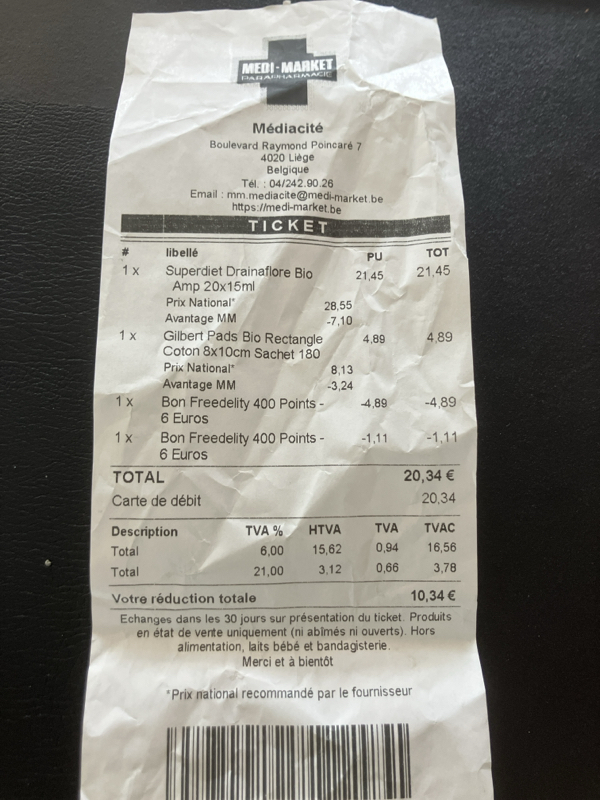 MEDI-MARKET
PARAPHARMACIE
Médiacité
Boulevard Raymond Poincaré 7
4020 Liège
Belgique
Tél. : 04/242.90.26
Email : mm.mediacite@medi-market.be
https://medi-market.be
TICKET
# libellé PU TOT
1 x Superdiet Drainaflore Bio 21,45 21,45
Amp 20x15ml
Prix National* 28,55
Avantage MM -7,10
1 x Gilbert Pads Bio Rectangle 4,89 4,89
Coton 8x10cm Sachet 180
Prix National* 8,13
Avantage MM -3,24
1 x Bon Freedelity 400 Points - -4,89 -4,89
6 Euros
1 x Bon Freedelity 400 Points - -1,11 -1,11
6 Euros
TOTAL 20,34 €
Carte de débit 20,34
Description TVA % HTVA TVA TVAC
Total 6,00 15,62 0,94 16,56
Total 21,00 3,12 0,66 3,78
Votre réduction totale 10,34 €
Echanges dans les 30 jours sur présentation du ticket. Produits
en état de vente uniquement (ni abîmés ni ouverts). Hors
alimentation, laits bébé et bandagisterie.
Merci et à bientôt
*Prix national recommandé par le fournisseur